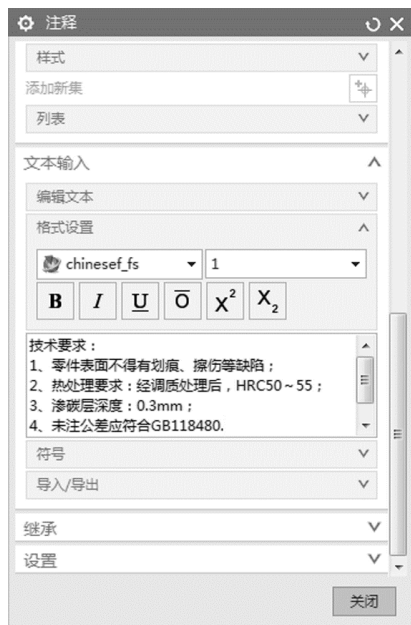 注释
样式
添加新集
列表
文本输入
编辑文本
格式设置
chinesef_fs 1
B I U O X² X₂
技术要求：
1、零件表面不得有划痕、擦伤等缺陷；
2、热处理要求：经调质处理后，HRC50～55；
3、渗碳层深度：0.3mm；
4、未注公差应符合GB118480.
符号
导入/导出
继承
设置
关闭